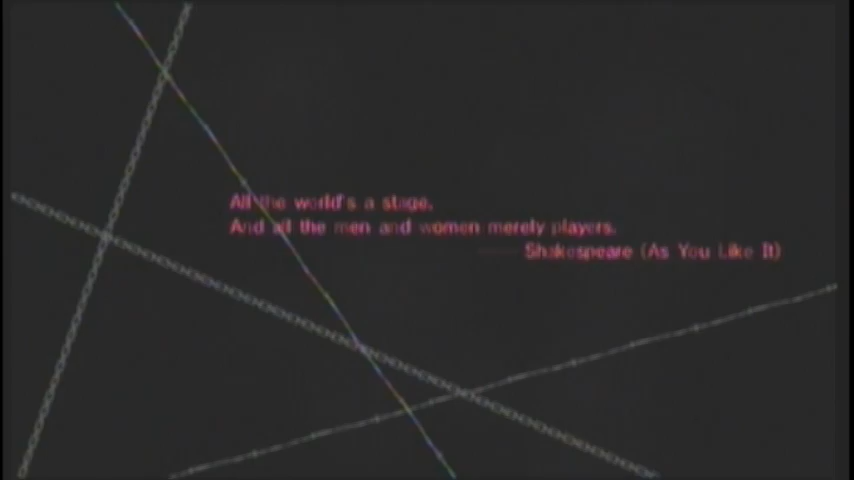 All the world's a stage,
And all the men and women merely players.
——Shakespeare (As You Like It)